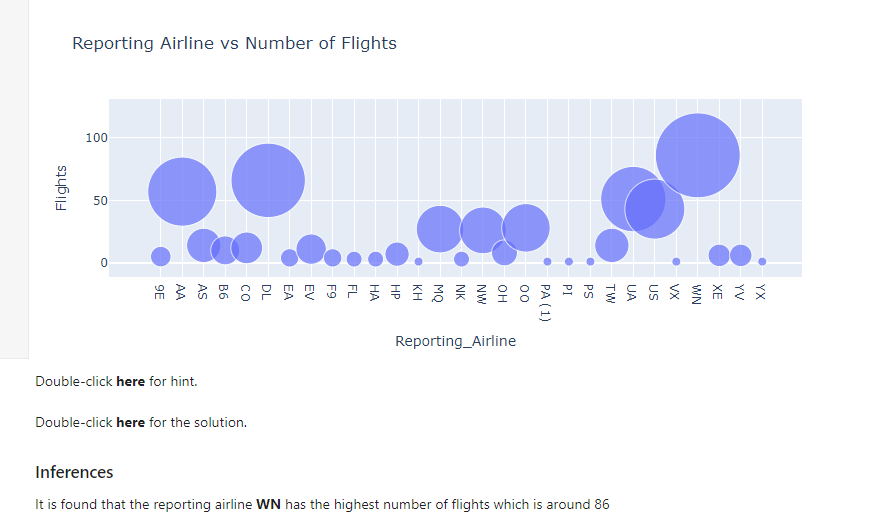 Reporting Airline vs Number of Flights
Flights
100
50
0
9E
AA
AS
B6
CO
DL
EA
EV
F9
FL
HA
HP
KH
MQ
NK
NW
OH
OO
PA (1)
PI
PS
TW
UA
US
VX
WN
XE
YV
YX
Reporting_Airline
Double-click here for hint.
Double-click here for the solution.
Inferences
It is found that the reporting airline WN has the highest number of flights which is around 86